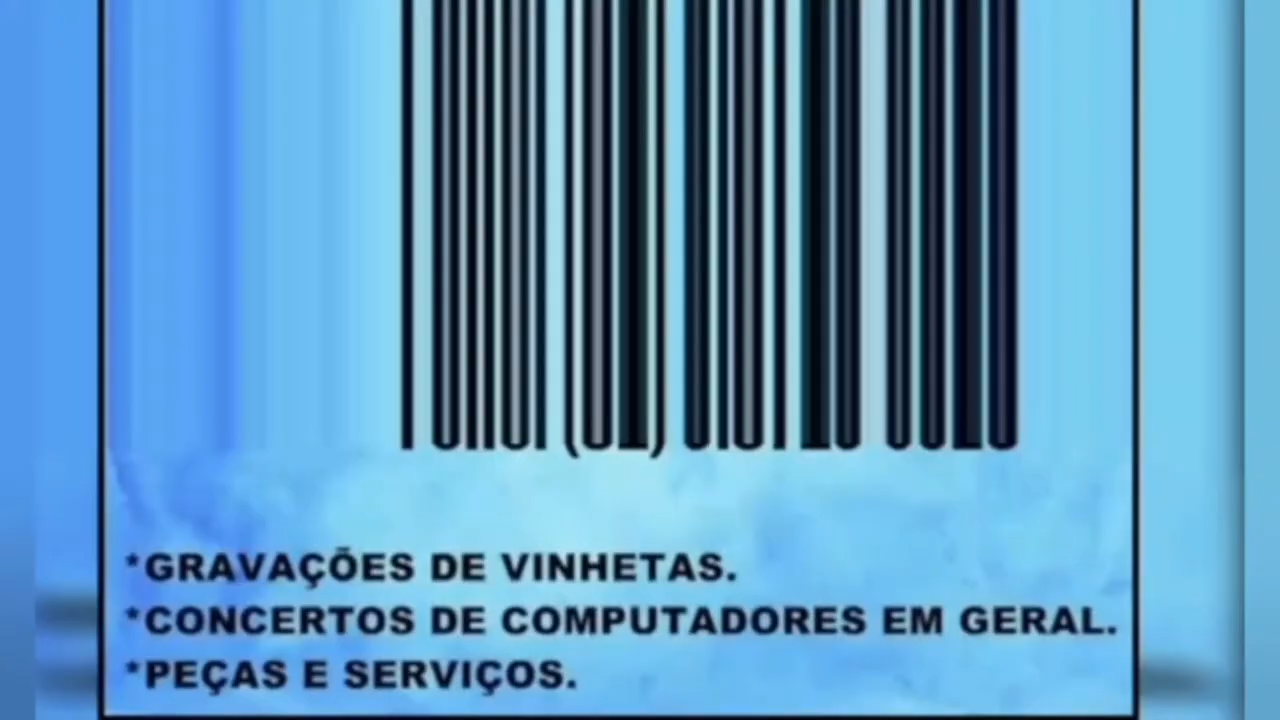 *GRAVAÇÕES DE VINHETAS.
*CONCERTOS DE COMPUTADORES EM GERAL.
*PEÇAS E SERVIÇOS.